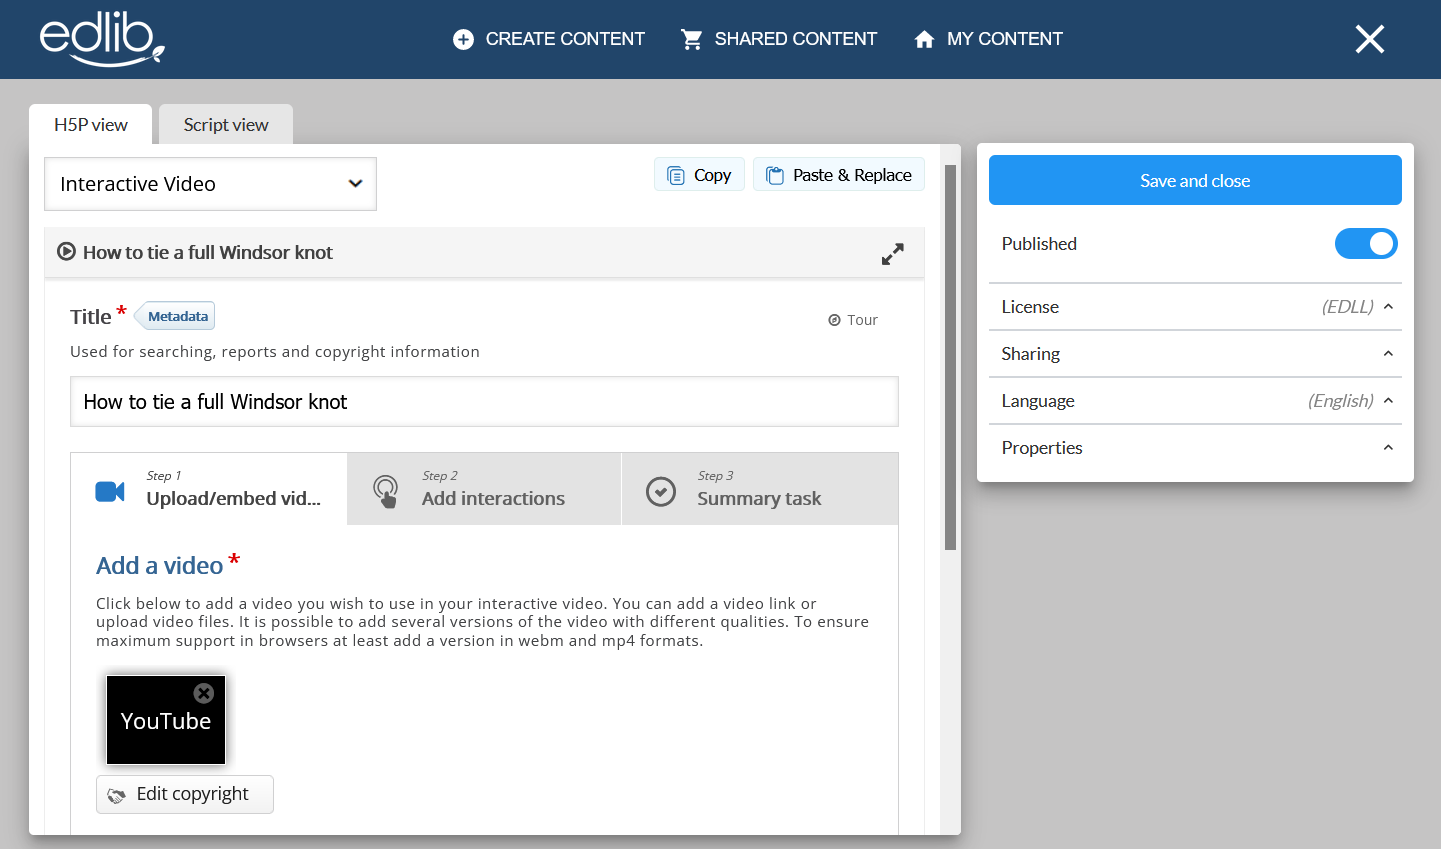 edlib
CREATE CONTENT
SHARED CONTENT
MY CONTENT
H5P view
Script view
Interactive Video
Copy
Paste & Replace
How to tie a full Windsor knot
Title *
Metadata
Tour
Used for searching, reports and copyright information
How to tie a full Windsor knot
Step 1
Upload/embed vid...
Step 2
Add interactions
Step 3
Summary task
Add a video *
Click below to add a video you wish to use in your interactive video. You can add a video link or
upload video files. It is possible to add several versions of the video with different qualities. To ensure
maximum support in browsers at least add a version in webm and mp4 formats.
YouTube
Edit copyright
Save and close
Published
License (EDLL)
Sharing
Language (English)
Properties